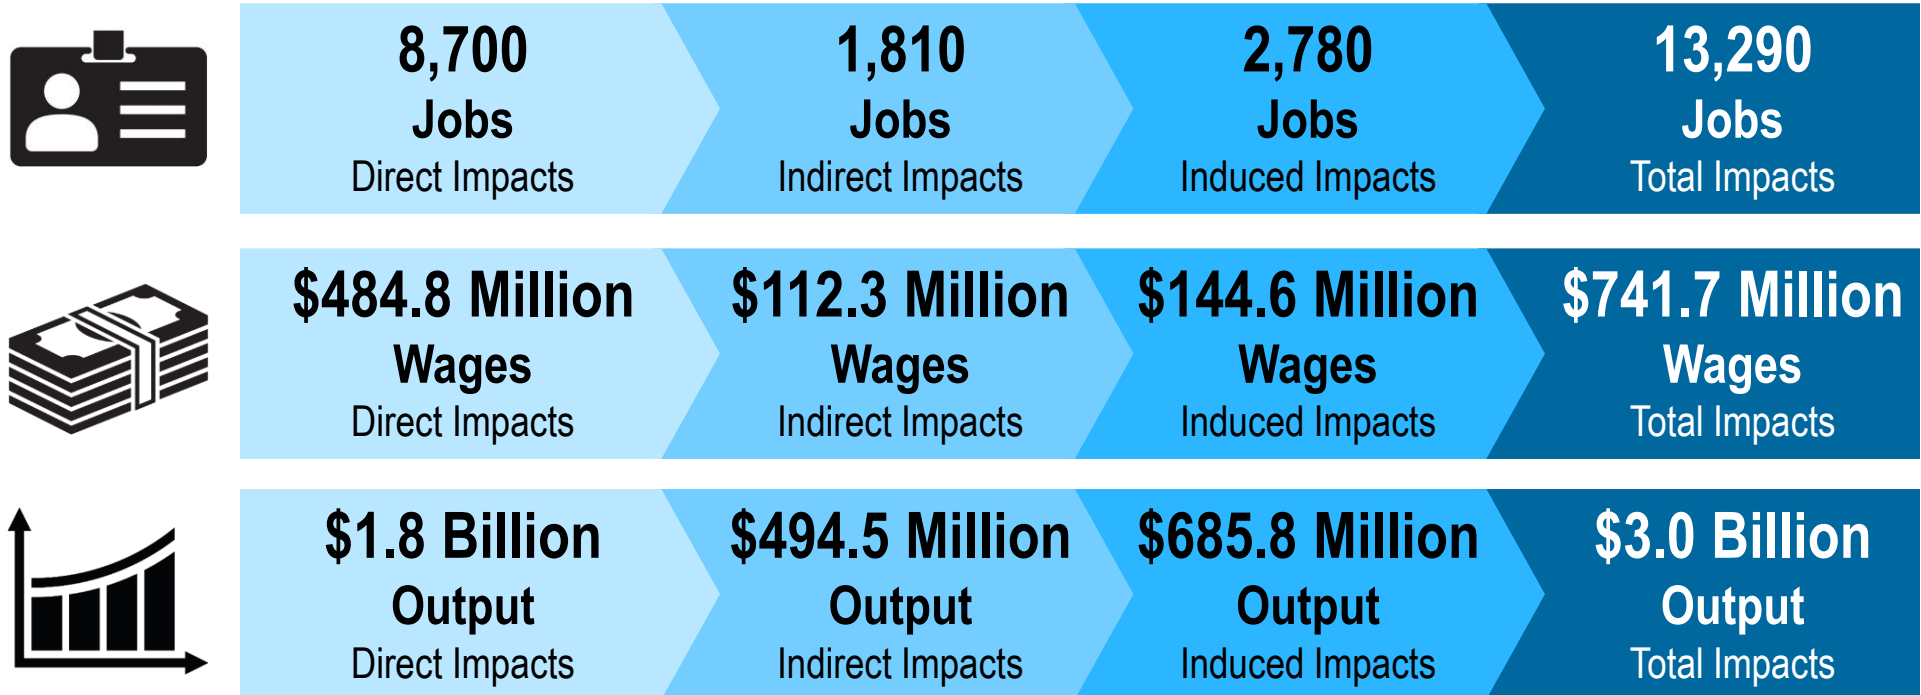 8,700
Jobs
Direct Impacts
1,810
Jobs
Indirect Impacts
2,780
Jobs
Induced Impacts
13,290
Jobs
Total Impacts
$484.8 Million
Wages
Direct Impacts
$112.3 Million
Wages
Indirect Impacts
$144.6 Million
Wages
Induced Impacts
$741.7 Million
Wages
Total Impacts
$1.8 Billion
Output
Direct Impacts
$494.5 Million
Output
Indirect Impacts
$685.8 Million
Output
Induced Impacts
$3.0 Billion
Output
Total Impacts